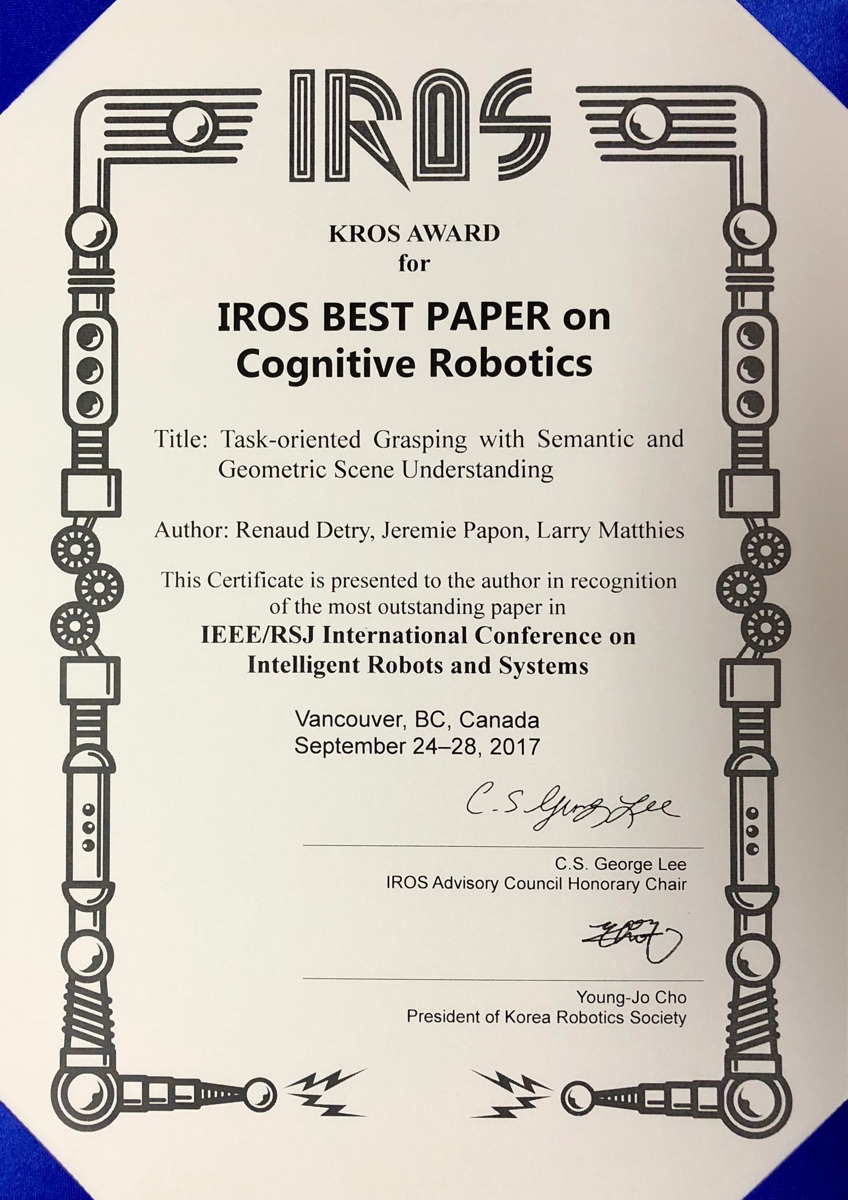 IROS
KROS AWARD
for
IROS BEST PAPER on
Cognitive Robotics
Title: Task-oriented Grasping with Semantic and
Geometric Scene Understanding
Author: Renaud Detry, Jeremie Papon, Larry Matthies
This Certificate is presented to the author in recognition
of the most outstanding paper in
IEEE/RSJ International Conference on
Intelligent Robots and Systems
Vancouver, BC, Canada
September 24–28, 2017
C. S. George Lee
C.S. George Lee
IROS Advisory Council Honorary Chair
Young-Jo Cho
President of Korea Robotics Society